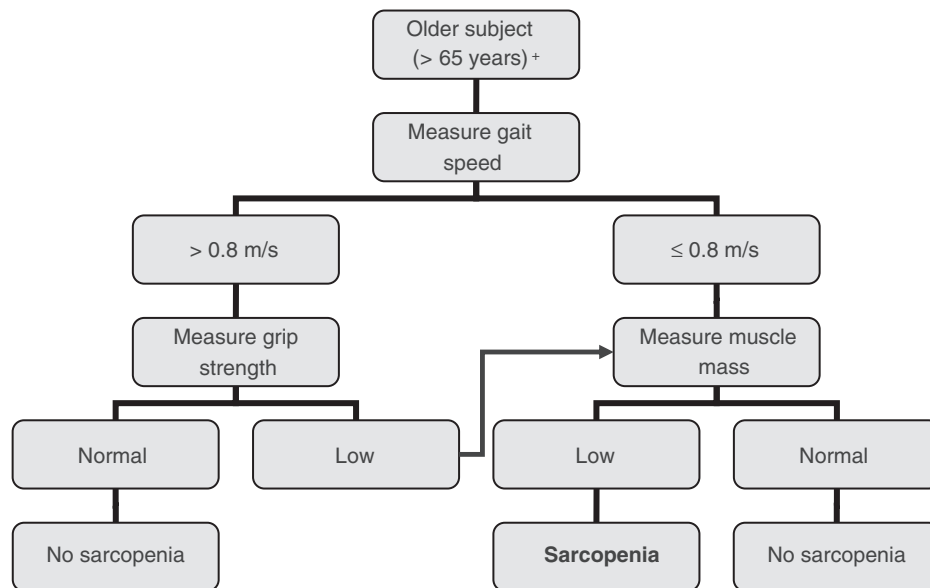 Older subject
(> 65 years) +
Measure gait
speed
> 0.8 m/s
≤ 0.8 m/s
Measure grip
strength
Measure muscle
mass
Normal
Low
Low
Normal
No sarcopenia
Sarcopenia
No sarcopenia